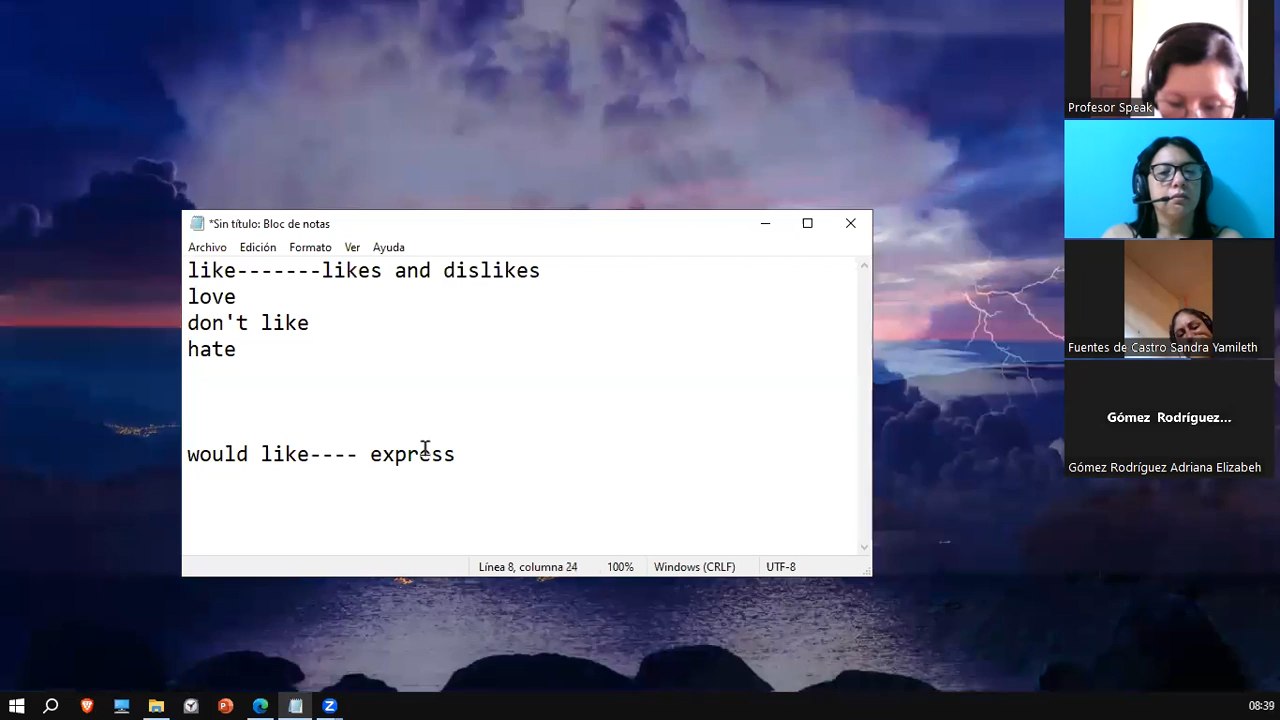 Profesor Speak
*Sin título: Bloc de notas
Archivo Edición Formato Ver Ayuda
like-------likes and dislikes
love
don't like
hate
would like---- express
Línea 8, columna 24 100% Windows (CRLF) UTF-8
Fuentes de Castro Sandra Yamileth
Gómez Rodríguez...
Gómez Rodríguez Adriana Elizabeh
08:39